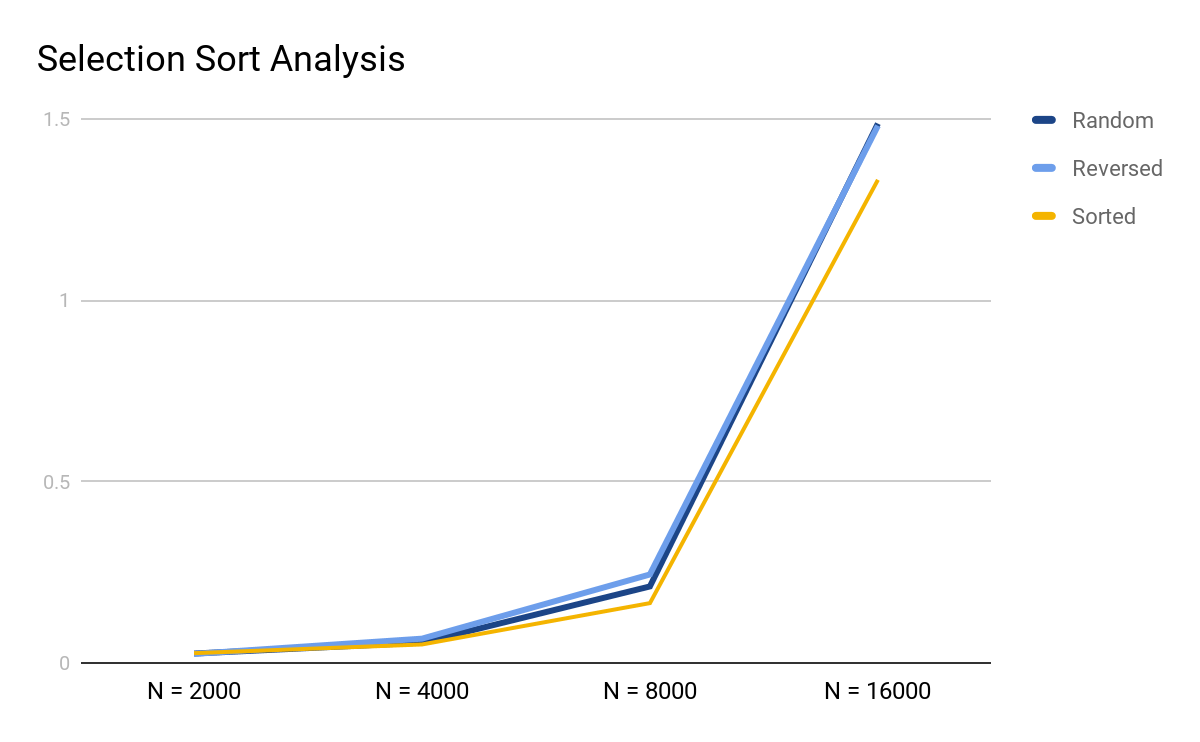 Selection Sort Analysis
1.5
1
0.5
0
N = 2000
N = 4000
N = 8000
N = 16000
Random
Reversed
Sorted